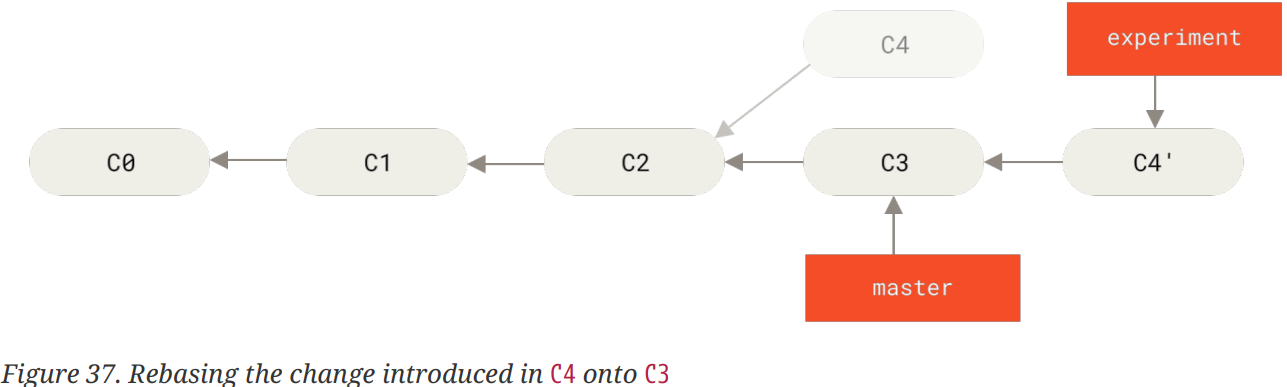 C4
experiment
C0
C1
C2
C3
C4'
master
Figure 37. Rebasing the change introduced in C4 onto C3